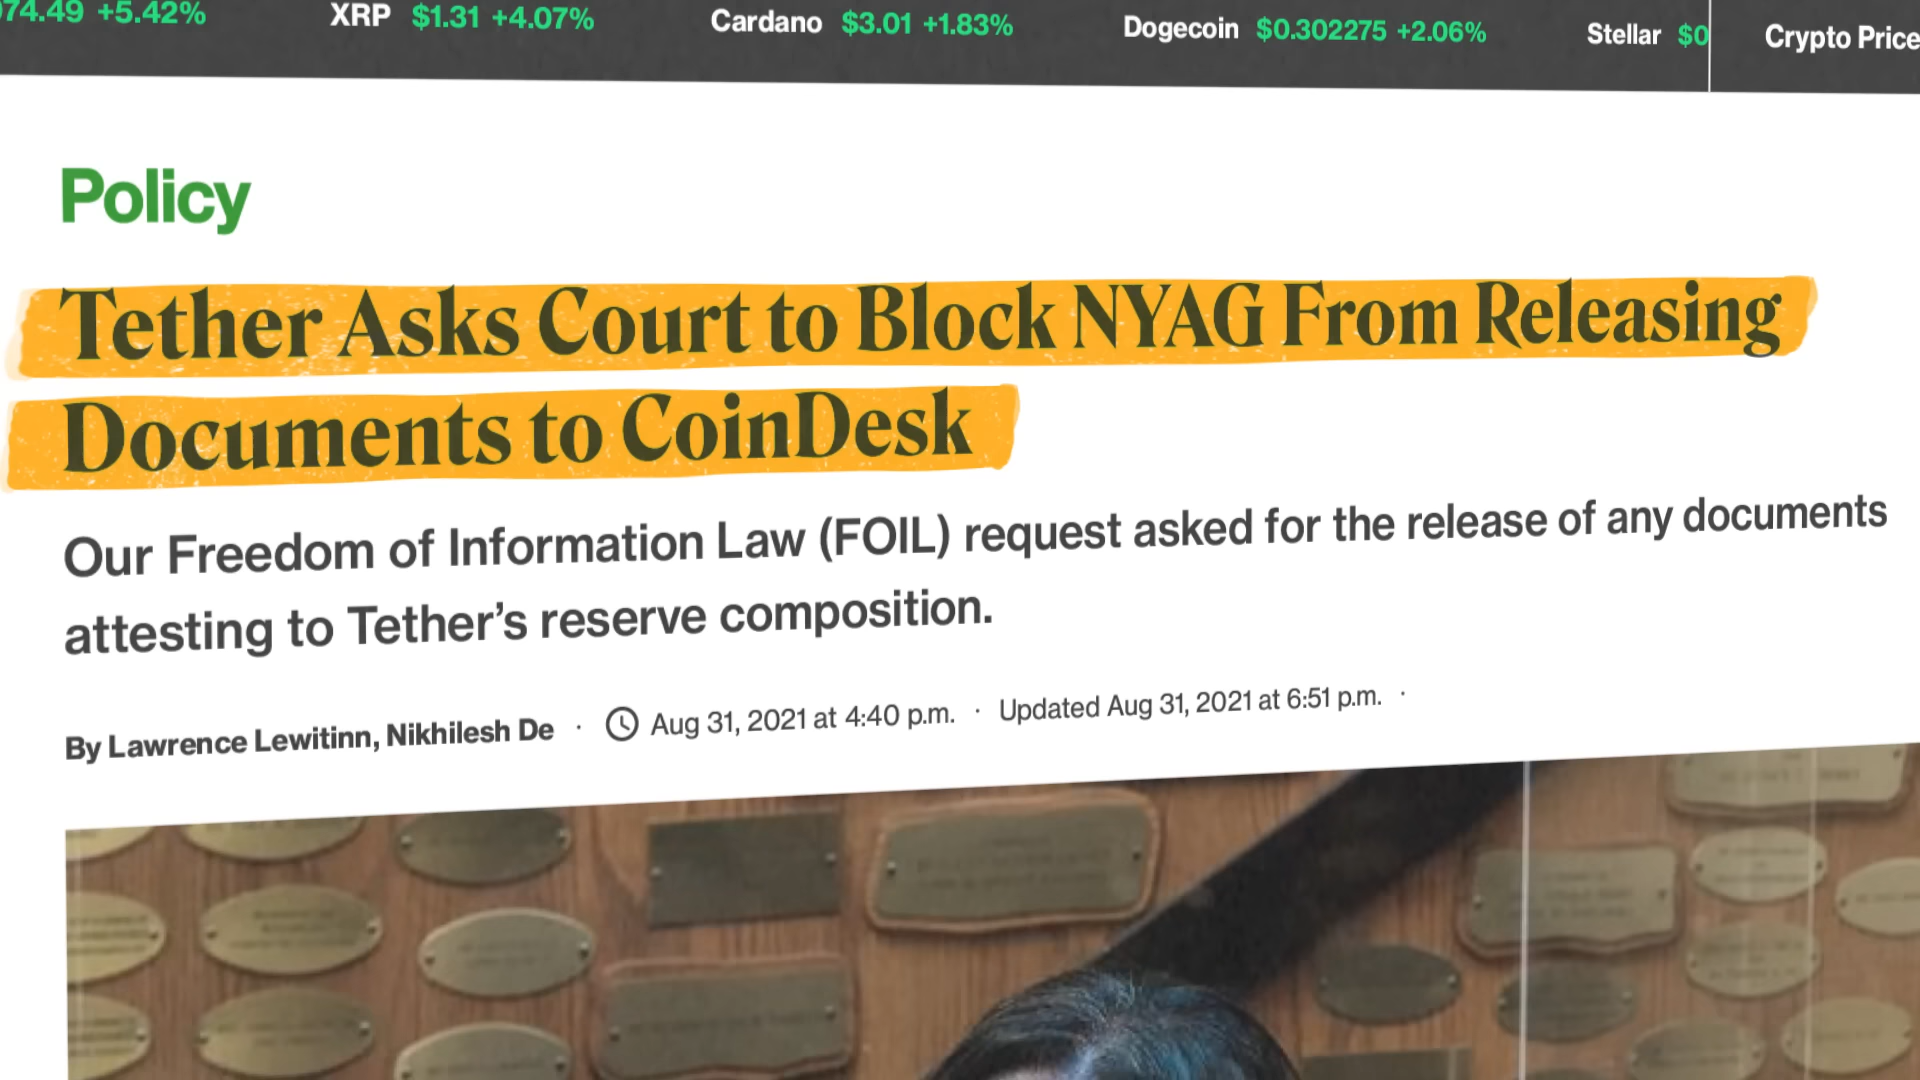 74.49 +5.42% XRP $1.31 +4.07% Cardano $3.01 +1.83% Dogecoin $0.302275 +2.06% Stellar $0 Crypto Price
Policy
Tether Asks Court to Block NYAG From Releasing
Documents to CoinDesk
Our Freedom of Information Law (FOIL) request asked for the release of any documents
attesting to Tether’s reserve composition.
By Lawrence Lewitinn, Nikhilesh De · Aug 31, 2021 at 4:40 p.m. · Updated Aug 31, 2021 at 6:51 p.m. ·